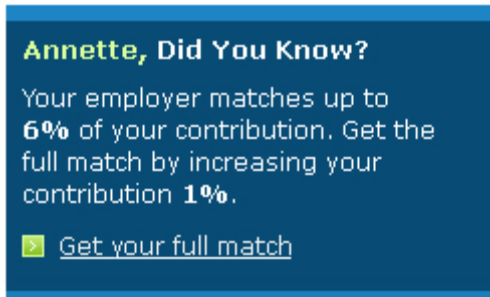 Annette, Did You Know?
Your employer matches up to
6% of your contribution. Get the
full match by increasing your
contribution 1%.
Get your full match